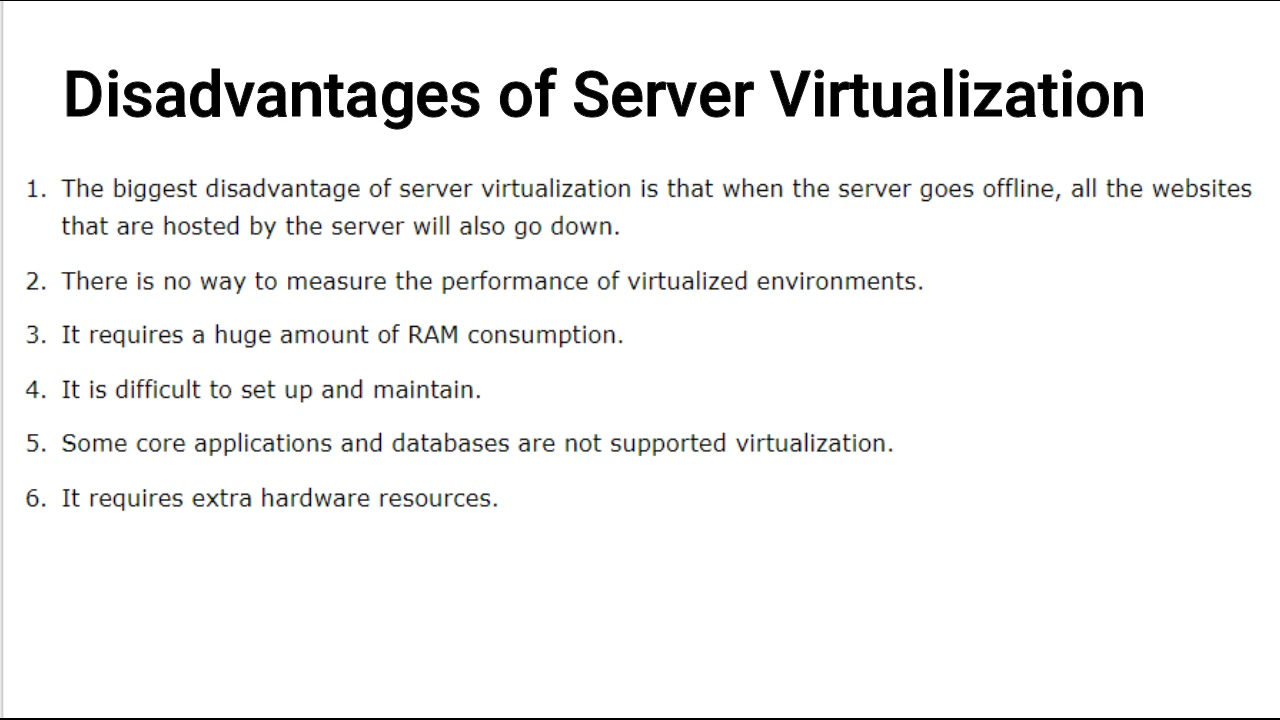 Disadvantages of Server Virtualization
1. The biggest disadvantage of server virtualization is that when the server goes offline, all the websites
that are hosted by the server will also go down.
2. There is no way to measure the performance of virtualized environments.
3. It requires a huge amount of RAM consumption.
4. It is difficult to set up and maintain.
5. Some core applications and databases are not supported virtualization.
6. It requires extra hardware resources.